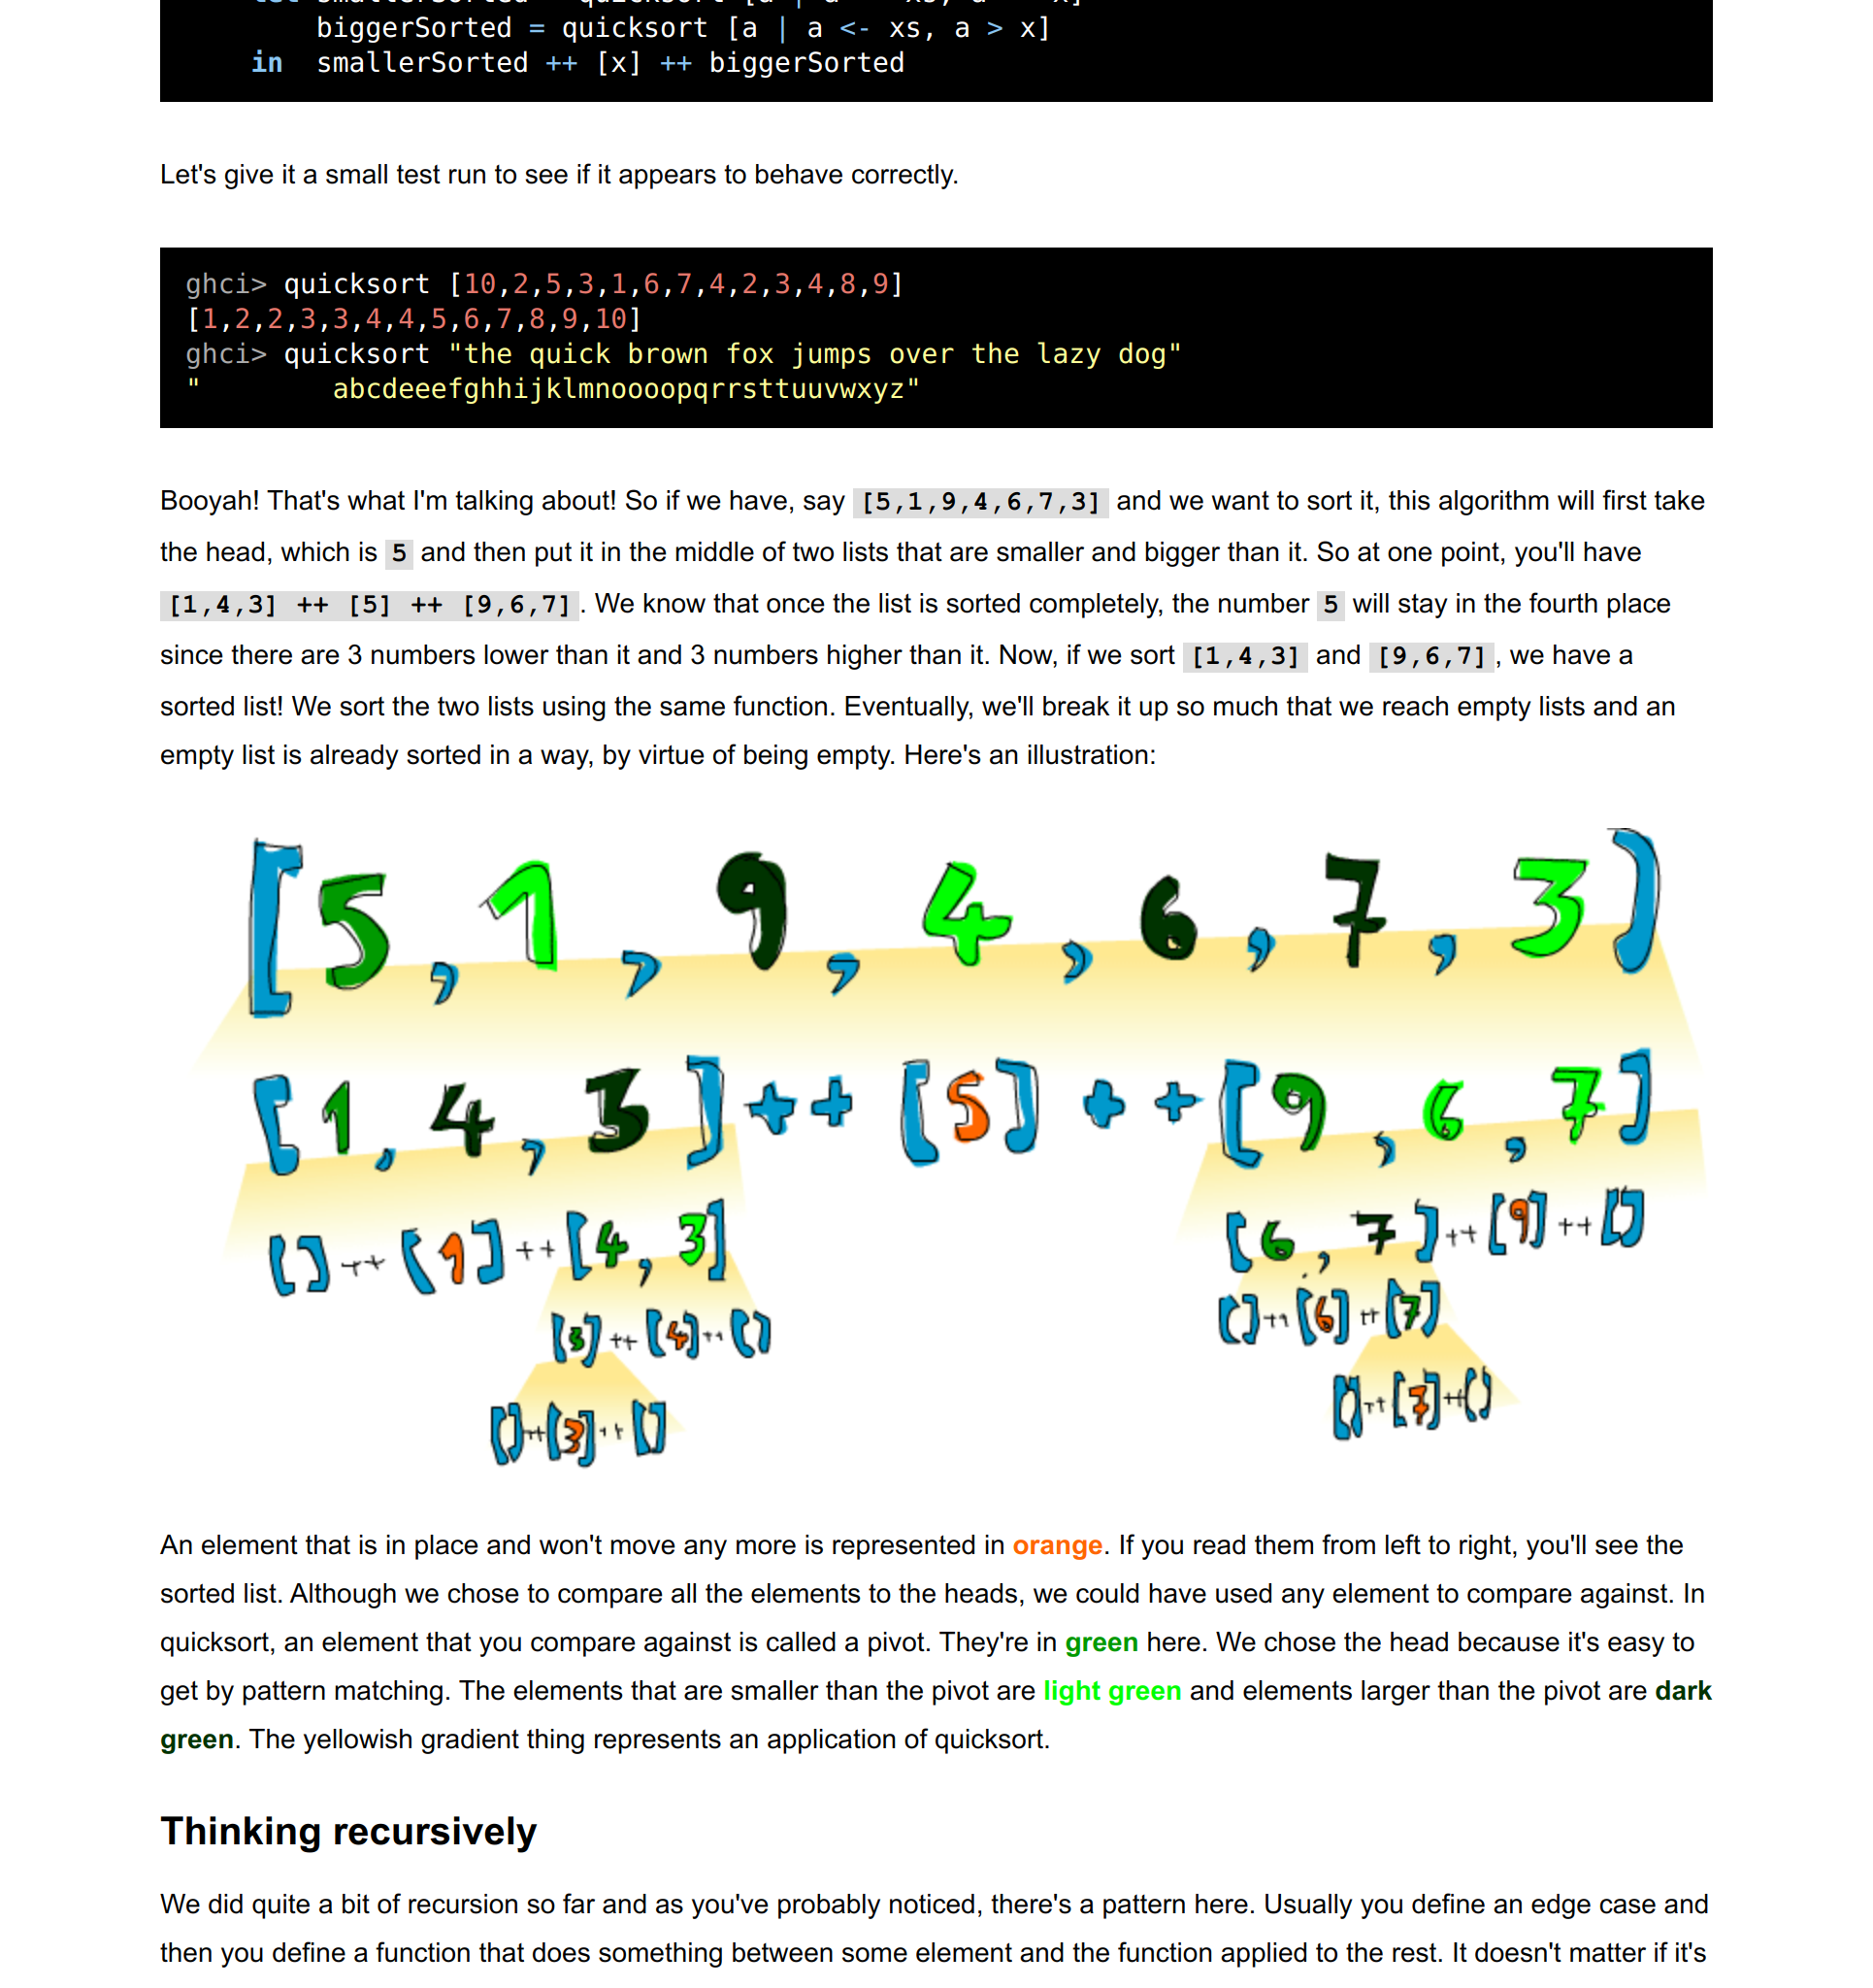 biggerSorted = quicksort [a | a <- xs, a > x]
in  smallerSorted ++ [x] ++ biggerSorted
Let's give it a small test run to see if it appears to behave correctly.
ghci> quicksort [10,2,5,3,1,6,7,4,2,3,4,8,9]
[1,2,2,3,3,4,4,5,6,7,8,9,10]
ghci> quicksort "the quick brown fox jumps over the lazy dog"
"        abcdeeefghhijklmnoooopqrrsttuuvwxyz"
Booyah! That's what I'm talking about! So if we have, say [5,1,9,4,6,7,3] and we want to sort it, this algorithm will first take
the head, which is 5 and then put it in the middle of two lists that are smaller and bigger than it. So at one point, you'll have
[1,4,3] ++ [5] ++ [9,6,7]. We know that once the list is sorted completely, the number 5 will stay in the fourth place
since there are 3 numbers lower than it and 3 numbers higher than it. Now, if we sort [1,4,3] and [9,6,7], we have a
sorted list! We sort the two lists using the same function. Eventually, we'll break it up so much that we reach empty lists and an
empty list is already sorted in a way, by virtue of being empty. Here's an illustration:
[5,1,9,4,6,7,3]
[1,4,3]++[5]++[9,6,7]
[]++[1]++[4,3] [6,7]++[9]++[]
[3]++[4]++[] []++[6]++[7]
[]++[3]++[] []++[7]++[]
An element that is in place and won't move any more is represented in orange. If you read them from left to right, you'll see the
sorted list. Although we chose to compare all the elements to the heads, we could have used any element to compare against. In
quicksort, an element that you compare against is called a pivot. They're in green here. We chose the head because it's easy to
get by pattern matching. The elements that are smaller than the pivot are light green and elements larger than the pivot are dark
green. The yellowish gradient thing represents an application of quicksort.
Thinking recursively
We did quite a bit of recursion so far and as you've probably noticed, there's a pattern here. Usually you define an edge case and
then you define a function that does something between some element and the function applied to the rest. It doesn't matter if it's